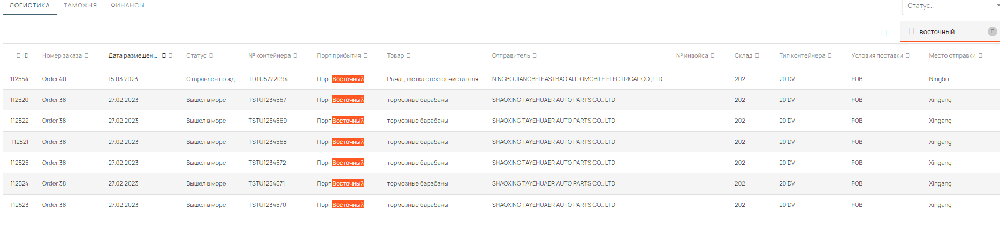 ЛОГИСТИКА ТАМОЖНЯ ФИНАНСЫ Статус..
восточный
ID Номер заказа Дата размещен... Статус № контейнера Порт прибытия Товар Отправитель № инвойса Склад Тип контейнера Условия поставки Место отправки
112554 Order 40 15.03.2023 Отправлен по жд TDTU5722094 Порт Восточный Рычаг, щетка стеклоочистителя NINGBO JIANGBEI EASTBAO AUTOMOBILE ELECTRICAL CO.,LTD 202 20'DV FOB Ningbo
112520 Order 38 27.02.2023 Вышел в море TSTU1234567 Порт Восточный тормозные барабаны SHAOXING TAYEHUAER AUTO PARTS CO., LTD 202 20'DV FOB Xingang
112522 Order 38 27.02.2023 Вышел в море TSTU1234569 Порт Восточный тормозные барабаны SHAOXING TAYEHUAER AUTO PARTS CO., LTD 202 20'DV FOB Xingang
112521 Order 38 27.02.2023 Вышел в море TSTU1234568 Порт Восточный тормозные барабаны SHAOXING TAYEHUAER AUTO PARTS CO., LTD 202 20'DV FOB Xingang
112525 Order 38 27.02.2023 Вышел в море TSTU1234572 Порт Восточный тормозные барабаны SHAOXING TAYEHUAER AUTO PARTS CO., LTD 202 20'DV FOB Xingang
112524 Order 38 27.02.2023 Вышел в море TSTU1234571 Порт Восточный тормозные барабаны SHAOXING TAYEHUAER AUTO PARTS CO., LTD 202 20'DV FOB Xingang
112523 Order 38 27.02.2023 Вышел в море TSTU1234570 Порт Восточный тормозные барабаны SHAOXING TAYEHUAER AUTO PARTS CO., LTD 202 20'DV FOB Xingang